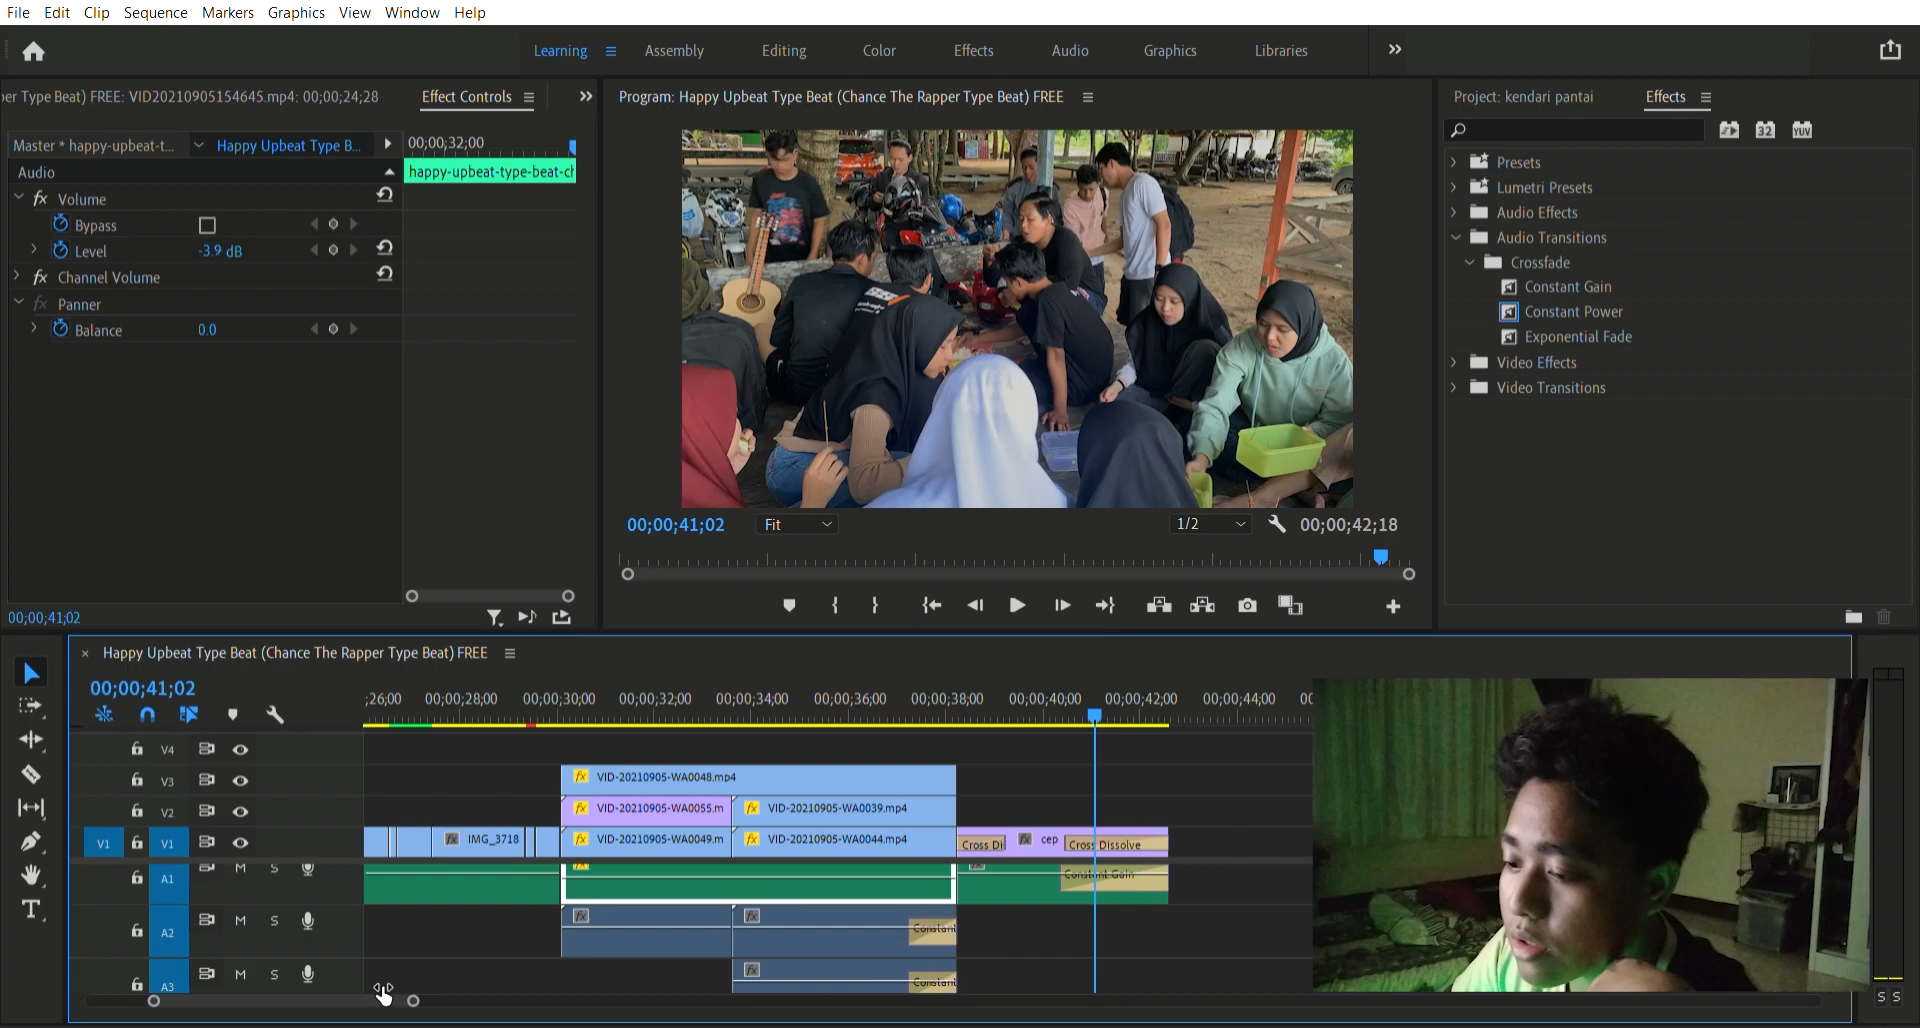 File Edit Clip Sequence Markers Graphics View Window Help
Learning Assembly Editing Color Effects Audio Graphics Libraries
er Type Beat) FREE: VID20210905154645.mp4: 00;00;24;28 Effect Controls
Program: Happy Upbeat Type Beat (Chance The Rapper Type Beat) FREE
Project: kendari pantai Effects
Master * happy-upbeat-t... Happy Upbeat Type B...
00;00;32;00
Audio
happy-upbeat-type-beat-ch
fx Volume
Bypass
Level -3.9 dB
fx Channel Volume
fx Panner
Balance 0.0
00;00;41;02
00;00;41;02 Fit 1/2 00;00;42;18
32 YUV
Presets
Lumetri Presets
Audio Effects
Audio Transitions
Crossfade
Constant Gain
Constant Power
Exponential Fade
Video Effects
Video Transitions
× Happy Upbeat Type Beat (Chance The Rapper Type Beat) FREE
00;00;41;02
;26;00 00;00;28;00 00;00;30;00 00;00;32;00 00;00;34;00 00;00;36;00 00;00;38;00 00;00;40;00 00;00;42;00 00;00;44;00 00
V4
V3 fx VID-20210905-WA0048.mp4
V2 fx VID-20210905-WA0055.m fx VID-20210905-WA0039.mp4
V1 V1 fx IMG_3718 fx VID-20210905-WA0049.m fx VID-20210905-WA0044.mp4 Cross Di fx cep Cross Dissolve
A1 M S Constant Gain
A2 M S fx fx Constant
A3 M S fx Constant
T
S S